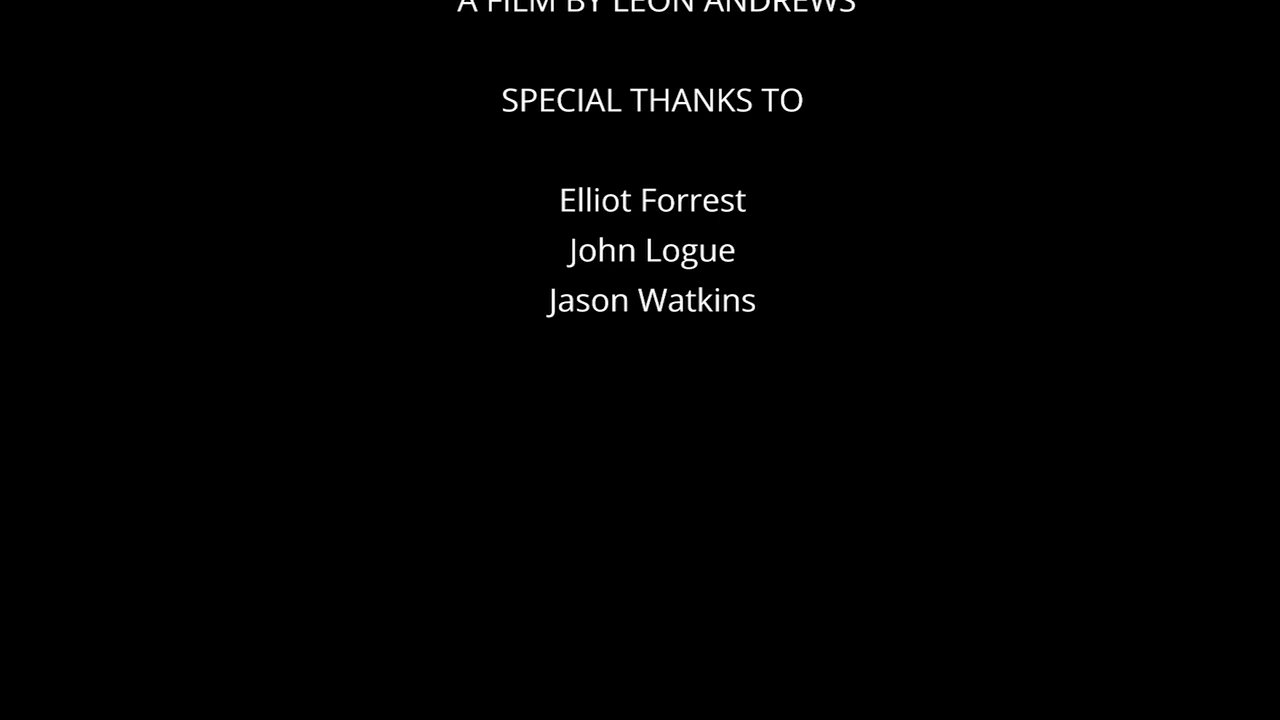 A FILM BY LEON ANDREWS
SPECIAL THANKS TO
Elliot Forrest
John Logue
Jason Watkins